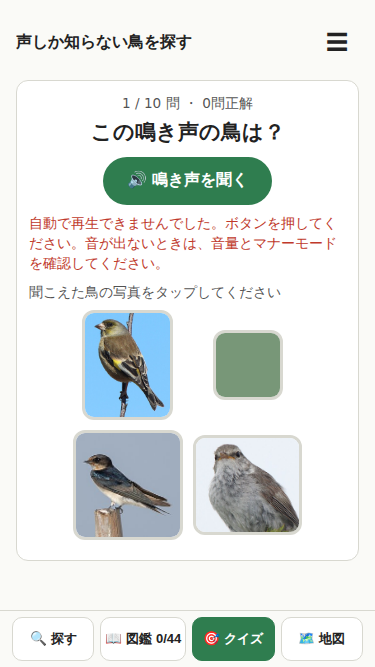 声しか知らない鳥を探す
1 / 10 問 ・ 0問正解
この鳴き声の鳥は？
🔊 鳴き声を聞く
自動で再生できませんでした。ボタンを押してく
ださい。音が出ないときは、音量とマナーモード
を確認してください。
聞こえた鳥の写真をタップしてください
🔍 探す
📖 図鑑 0/44
🎯 クイズ
🗺️ 地図